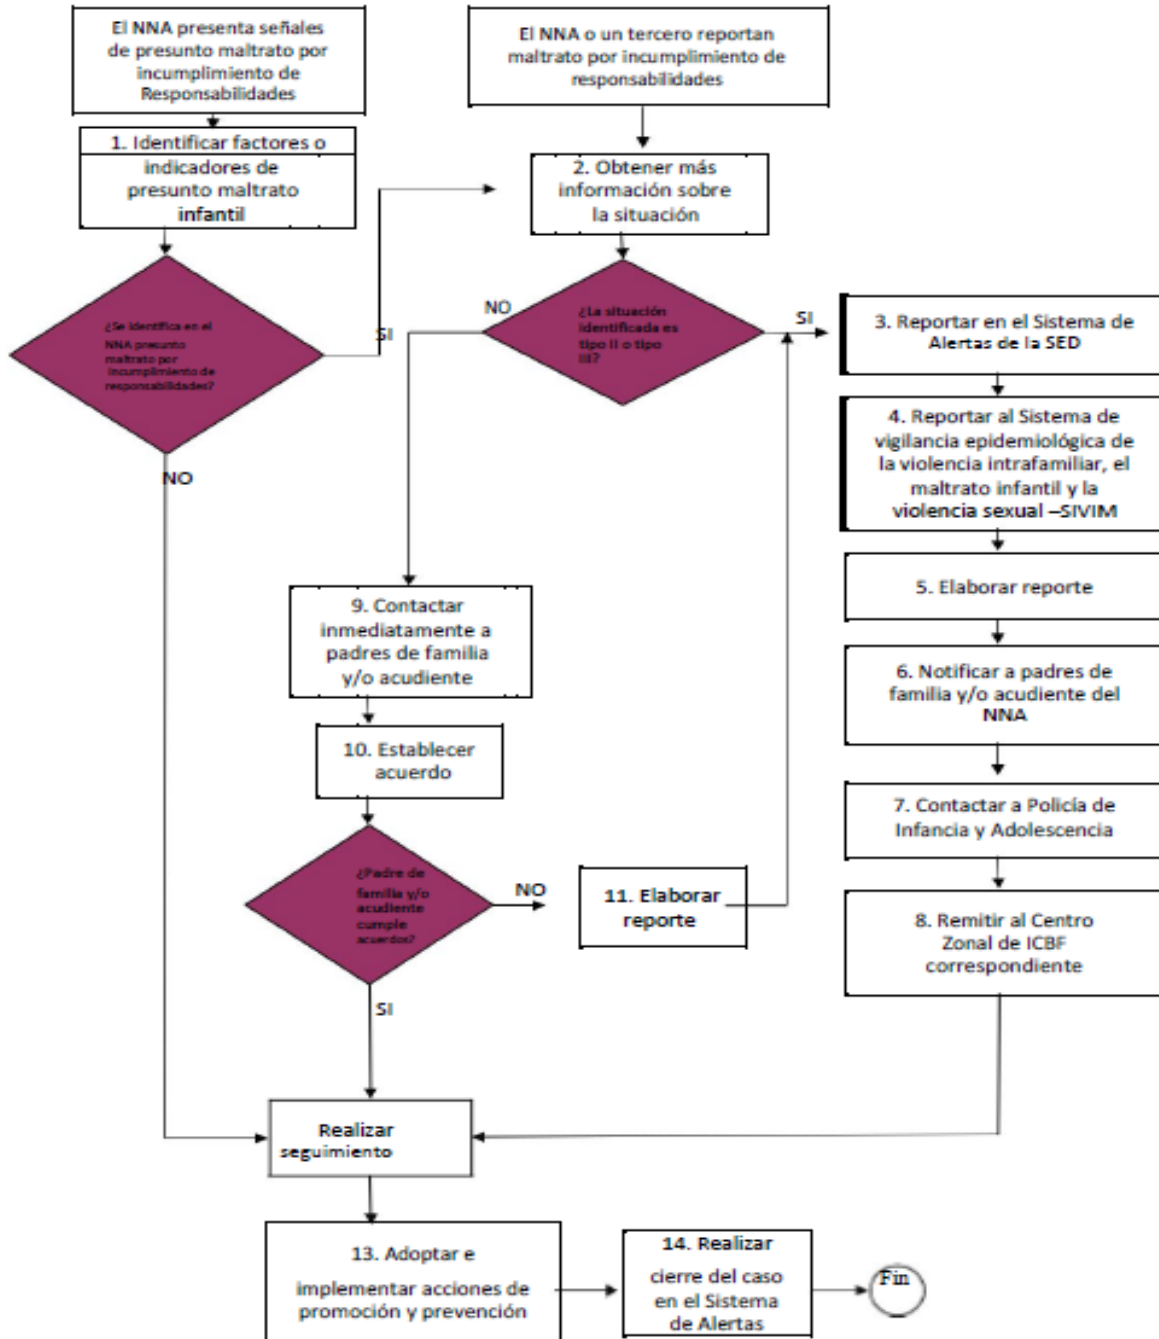 El NNA presenta señales
de presunto maltrato por
incumplimiento de
Responsabilidades
El NNA o un tercero reportan
maltrato por incumplimiento de
responsabilidades
1. Identificar factores o
indicadores de
presunto maltrato
infantil
2. Obtener más
información sobre
la situación
¿Se identifica en el
NNA presunto
maltrato por
incumplimiento de
responsabilidades?
SI
NO
¿La situación
identificada es
tipo II o tipo
III?
NO
SI
3. Reportar en el Sistema de
Alertas de la SED
4. Reportar al Sistema de
vigilancia epidemiológica de
la violencia intrafamiliar, el
maltrato infantil y la
violencia sexual –SIVIM
5. Elaborar reporte
6. Notificar a padres de
familia y/o acudiente del
NNA
7. Contactar a Policía de
Infancia y Adolescencia
8. Remitir al Centro
Zonal de ICBF
correspondiente
9. Contactar
inmediatamente a
padres de familia
y/o acudiente
10. Establecer
acuerdo
¿Padre de
familia y/o
acudiente
cumple
acuerdos?
NO
SI
11. Elaborar
reporte
Realizar
seguimiento
13. Adoptar e
implementar acciones de
promoción y prevención
14. Realizar
cierre del caso
en el Sistema
de Alertas
Fin